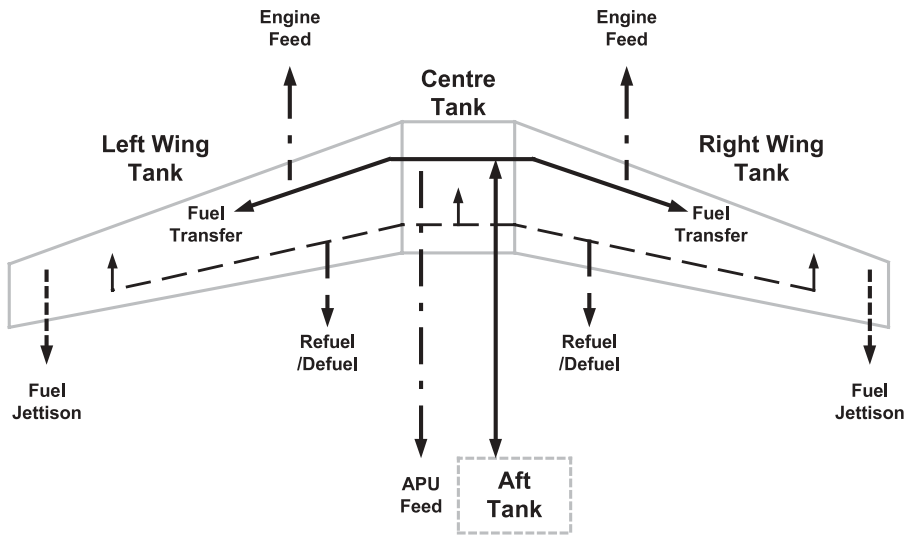 Engine
Feed
Engine
Feed
Centre
Tank
Left Wing
Tank
Right Wing
Tank
Fuel
Transfer
Fuel
Transfer
Refuel
/Defuel
Refuel
/Defuel
Fuel
Jettison
Fuel
Jettison
APU
Feed
Aft
Tank